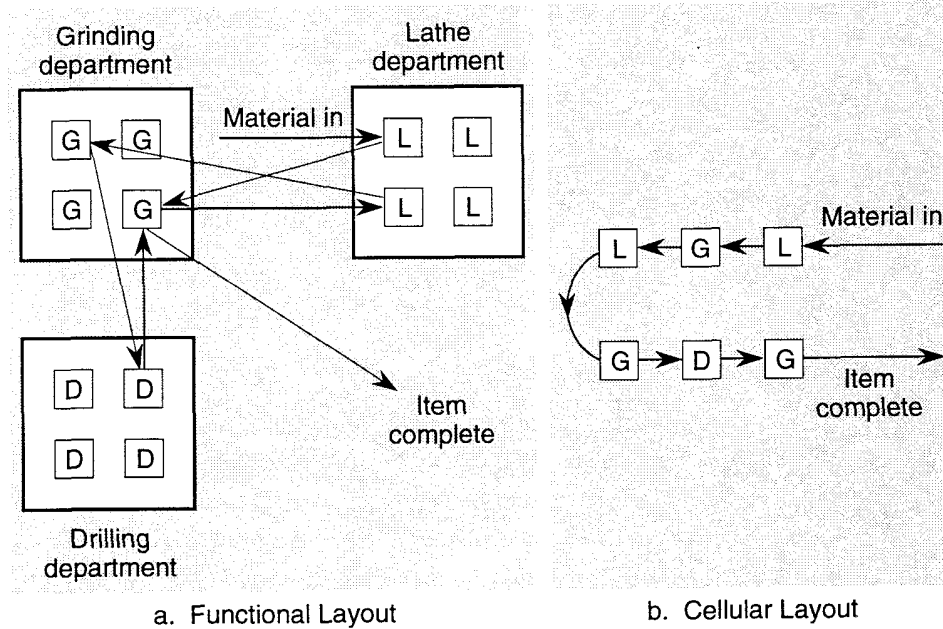 Grinding
department
Lathe
department
Material in
G G
G G
L L
L L
D D
D D
Drilling
department
Item
complete
a. Functional Layout
Material in
L G L
G D G
Item
complete
b. Cellular Layout